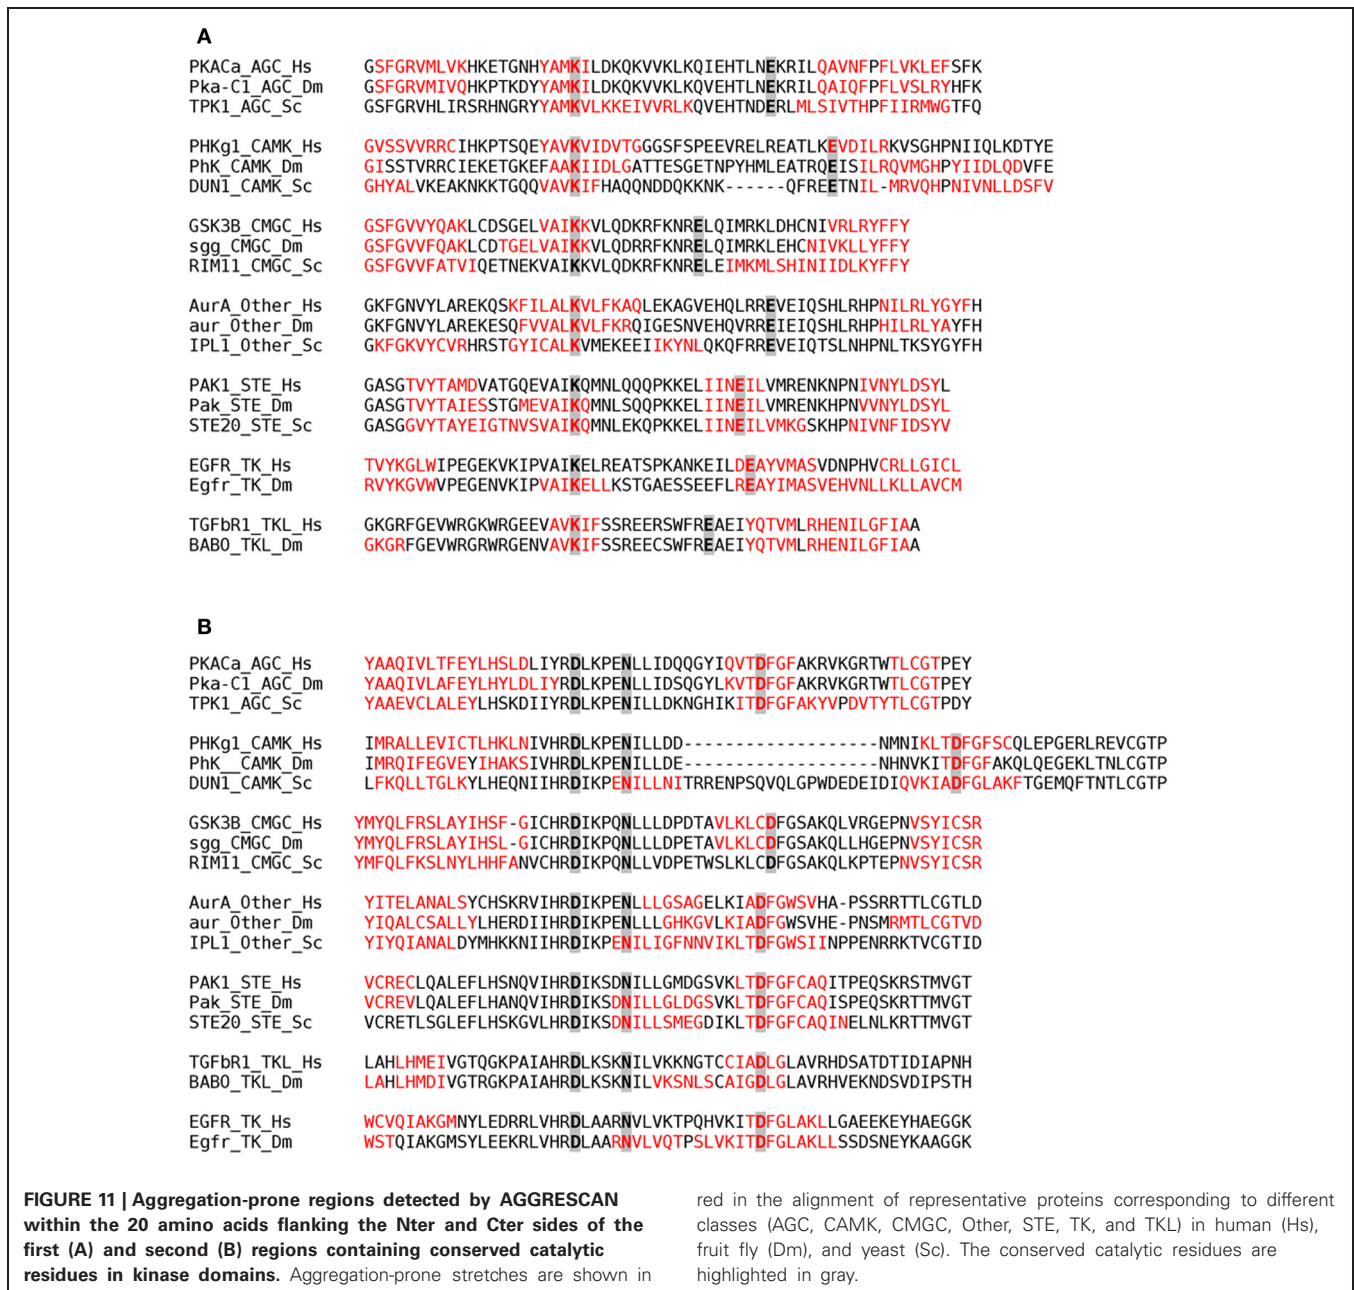 A
PKACa_AGC_Hs GSFGRVMLVKHKETGNHYAMKILDKQKVVKLKQIEHTLNEKRILQAVNFPFLVKLEFSFK
Pka-C1_AGC_Dm GSFGRVMIVQHKPTKDYYAMKILDKQKVVKLKQVEHTLNEKRILQAIQFPFLVSLRYHFK
TPK1_AGC_Sc GSFGRVHLIRSRHNGRYYAMKVLKKEIVVRLKQVEHTNDERLMLSIVTHPFIIRMWGTFQ
PHKg1_CAMK_Hs GVSSVVRRCIHKPTSQEYAVKVIDVTGGGSFSPEEVRELREATLKEVDILRKVSGHPNIIQLKDTYE
PhK_CAMK_Dm GISSTVRRCIEKETGKEFAAKIIDLGATTESGETNPYHMLEATRQEISILRQVMGHPYIIDLQDVFE
DUN1_CAMK_Sc GHYALVKEAKNKKTGQQVAVKIFHAQQNDDQKKNK------QFREETNIL-MRVQHPNIVNLLDSFV
GSK3B_CMGC_Hs GSFGVVYQAKLCDSGELVAIKKVLQDKRFKNRELQIMRKLDHCNIVRLRYFFY
sgg_CMGC_Dm GSFGVVFQAKLCDTGELVAIKKVLQDRRFKNRELQIMRKLEHCNIVKLLYFFY
RIM11_CMGC_Sc GSFGVVFATVIQETNEKVAIKKVLQDKRFKNRELEIMKMLSHINIIDLKYFFY
AurA_Other_Hs GKFGNVYLAREKQSKFILALKVLFKAQLEKAGVEHQLRREVEIQSHLRHPNILRLYGYFH
aur_Other_Dm GKFGNVYLAREKESQFVVALKVLFKRQIGESNVEHQVRREIEIQSHLRHPHILRLYAYFH
IPL1_Other_Sc GKFGKVYCVRHRSTGYICALKVMEKEEIIKYNLQKQFRREVEIQTSLNHPNLTKSYGYFH
PAK1_STE_Hs GASGTVYTAMDVATGQEVAIKQMNLQQQPKKELIINEILVMRENKNPNIVNYLDSYL
Pak_STE_Dm GASGTVYTAIESSTGMEVAIKQMNLSQQPKKELIINEILVMRENKHPNVVNYLDSYL
STE20_STE_Sc GASGGVYTAYEIGTNVSVAIKQMNLEKQPKKELIINEILVMKGSKHPNIVNFIDSYV
EGFR_TK_Hs TVYKGLWIPEGEKVKIPVAIKELREATSPKANKEILDEAYVMASVDNPHVCRLLGICL
Egfr_TK_Dm RVYKGVWVPEGENVKIPVAIKELLKSTGAESSEEFLREAYIMASVEHVNLLKLLAVCM
TGFbR1_TKL_Hs GKGRFGEVWRGKWRGEEVAVKIFSSREERSWFREAEIYQTVMLRHENILGFIAA
BABO_TKL_Dm GKGRFGEVWRGRWRGENVAVKIFSSREECSWFREAEIYQTVMLRHENILGFIAA
B
PKACa_AGC_Hs YAAQIVLTFEYLHSLDLIYRDLKPENLLIDQQGYIQVTDFGFAKRVKGRTWTLCGTPEY
Pka-C1_AGC_Dm YAAQIVLAFEYLHYLDLIYRDLKPENLLIDSQGYLKVTDFGFAKRVKGRTWTLCGTPEY
TPK1_AGC_Sc YAAEVCLALEYLHSKDIIYRDLKPENILLDKNGHIKITDFGFAKYVPDVTYTLCGTPDY
PHKg1_CAMK_Hs IMRALLEVICTLHKLNIVHRDLKPENILLDD-------------------NMNIKLTDFGFSCQLEPGERLREVCGTP
PhK__CAMK_Dm IMRQIFEGVEYIHAKSIVHRDLKPENILLDE-------------------NHNVKITDFGFAKQLQEGEKLTNLCGTP
DUN1_CAMK_Sc LFKQLLTGLKYLHEQNIIHRDIKPENILLNITRRENPSQVQLGPWDEDEIDIQVKIADFGLAKFTGEMQFTNTLCGTP
GSK3B_CMGC_Hs YMYQLFRSLAYIHSF-GICHRDIKPQNLLLDPDTAVLKLCDFGSAKQLVRGEPNVSYICSR
sgg_CMGC_Dm YMYQLFRSLAYIHSL-GICHRDIKPQNLLLDPETAVLKLCDFGSAKQLLHGEPNVSYICSR
RIM11_CMGC_Sc YMFQLFKSLNYLHHFANVCHRDIKPQNLLVDPETWSLKLCDFGSAKQLKPTEPNVSYICSR
AurA_Other_Hs YITELANALSYCHSKRVIHRDIKPENLLLGSAGELKIADFGWSVHA-PSSRRTTLCGTLD
aur_Other_Dm YIQALCSALLYLHERDIIHRDIKPENLLLGHKGVLKIADFGWSVHE-PNSMRMTLCGTVD
IPL1_Other_Sc YIYQIANALDYMHKKNIIHRDIKPENILIGFNNVIKLTDFGWSIINPPENRRKTVCGTID
PAK1_STE_Hs VCRECLQALEFLHSNQVIHRDIKSDNILLGMDGSVKLTDFGFCAQITPEQSKRSTMVGT
Pak_STE_Dm VCREVLQALEFLHANQVIHRDIKSDNILLGLDGSVKLTDFGFCAQISPEQSKRTTMVGT
STE20_STE_Sc VCRETLSGLEFLHSKGVLHRDIKSDNILLSMEGDIKLTDFGFCAQINELNLKRTTMVGT
TGFbR1_TKL_Hs LAHLHMEIVGTQGKPAIAHRDLKSKNILVKKNGTCCIADLGLAVRHDSATDTIDIAPNH
BABO_TKL_Dm LAHLHMDIVGTRGKPAIAHRDLKSKNILVKSNLSCAIGDLGLAVRHVEKNDSVDIPSTH
EGFR_TK_Hs WCVQIAKGMNYLEDRRLVHRDLAARNVLVKTPQHVKITDFGLAKLLGAEEKEYHAEGGK
Egfr_TK_Dm WSTQIAKGMSYLEEKRLVHRDLAARNVLVQTPSLVKITDFGLAKLLSSDSNEYKAAGGK
FIGURE 11 | Aggregation-prone regions detected by AGGRESCAN
within the 20 amino acids flanking the Nter and Cter sides of the
first (A) and second (B) regions containing conserved catalytic
residues in kinase domains. Aggregation-prone stretches are shown in
red in the alignment of representative proteins corresponding to different
classes (AGC, CAMK, CMGC, Other, STE, TK, and TKL) in human (Hs),
fruit fly (Dm), and yeast (Sc). The conserved catalytic residues are
highlighted in gray.